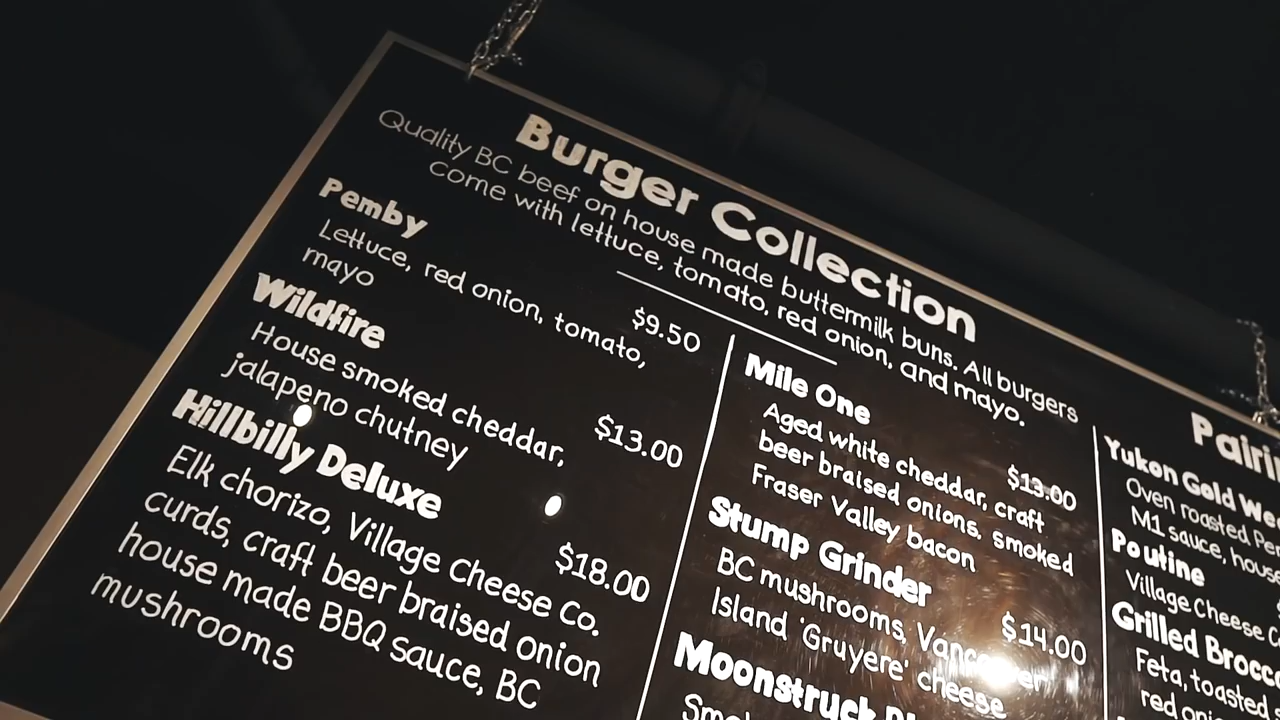 Burger Collection
Quality BC beef on house made buttermilk buns. All burgers
come with lettuce, tomato, red onion, and mayo.
Pemby
$9.50
Lettuce, red onion, tomato,
mayo
Wildfire
$13.00
House smoked cheddar,
jalapeno chutney
Hillbilly Deluxe
$18.00
Elk chorizo, Village Cheese Co.
curds, craft beer braised onion
house made BBQ sauce, BC
mushrooms
Mile One
$13.00
Aged white cheddar, craft
beer braised onions, smoked
Fraser Valley bacon
Stump Grinder
$14.00
BC mushrooms, Vancouver
Island 'Gruyere' cheese
Moonstruck
Yukon Gold
Oven roasted
M1 sauce, house
Poutine
Village Cheese
Grilled
Feta, toasted
red